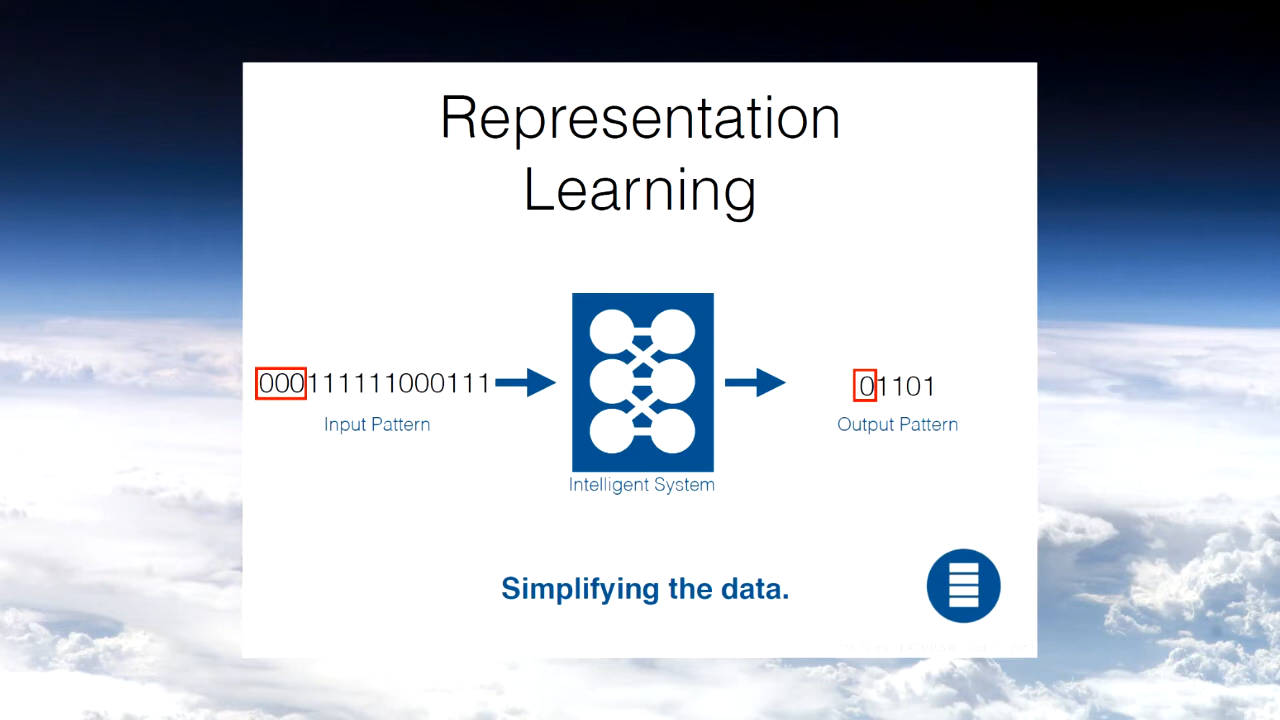 Representation
Learning
000111111000111
01101
Input Pattern
Output Pattern
Intelligent System
Simplifying the data.